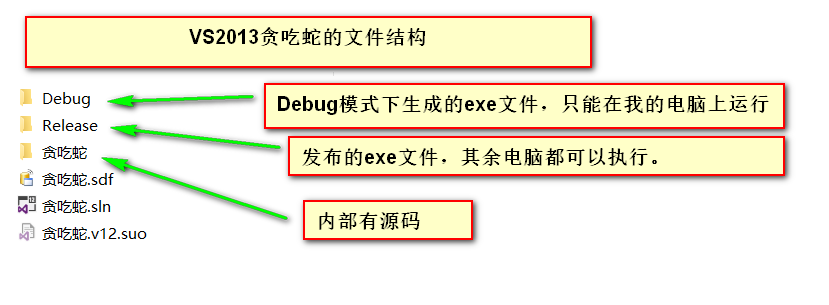 VS2013贪吃蛇的文件结构
Debug
Debug模式下生成的exe文件，只能在我的电脑上运行
Release
发布的exe文件，其余电脑都可以执行。
贪吃蛇
贪吃蛇.sdf
贪吃蛇.sln
内部有源码
贪吃蛇.v12.suo